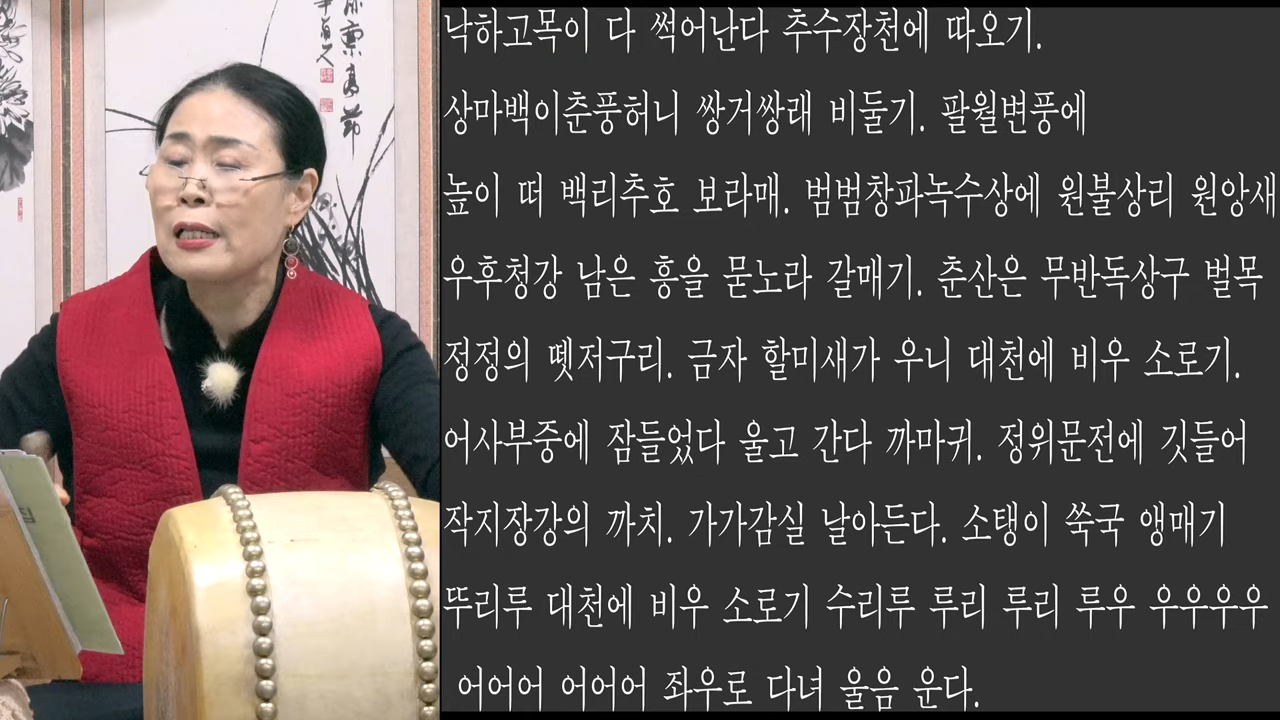 낙하고목이 다 썩어난다 추수장천에 따오기.
상마백이춘풍허니 쌍거쌍래 비둘기. 팔월변풍에
높이 떠 백리추호 보라매. 범범창파녹수상에 원불상리 원앙새
우후청강 남은 흥을 묻노라 갈매기. 춘산은 무반독상구 벌목
정정의 뗏저구리. 금자 할미새가 우니 대천에 비우 소로기.
어사부중에 잠들었다 울고 간다 까마귀. 정위문전에 깃들어
작지장강의 까치. 가가감실 날아든다. 소탱이 쑥국 앵매기
뚜리루 대천에 비우 소로기 수리루 루리 루리 루우 우우우우
어어어 어어어 좌우로 다녀 울음 운다.